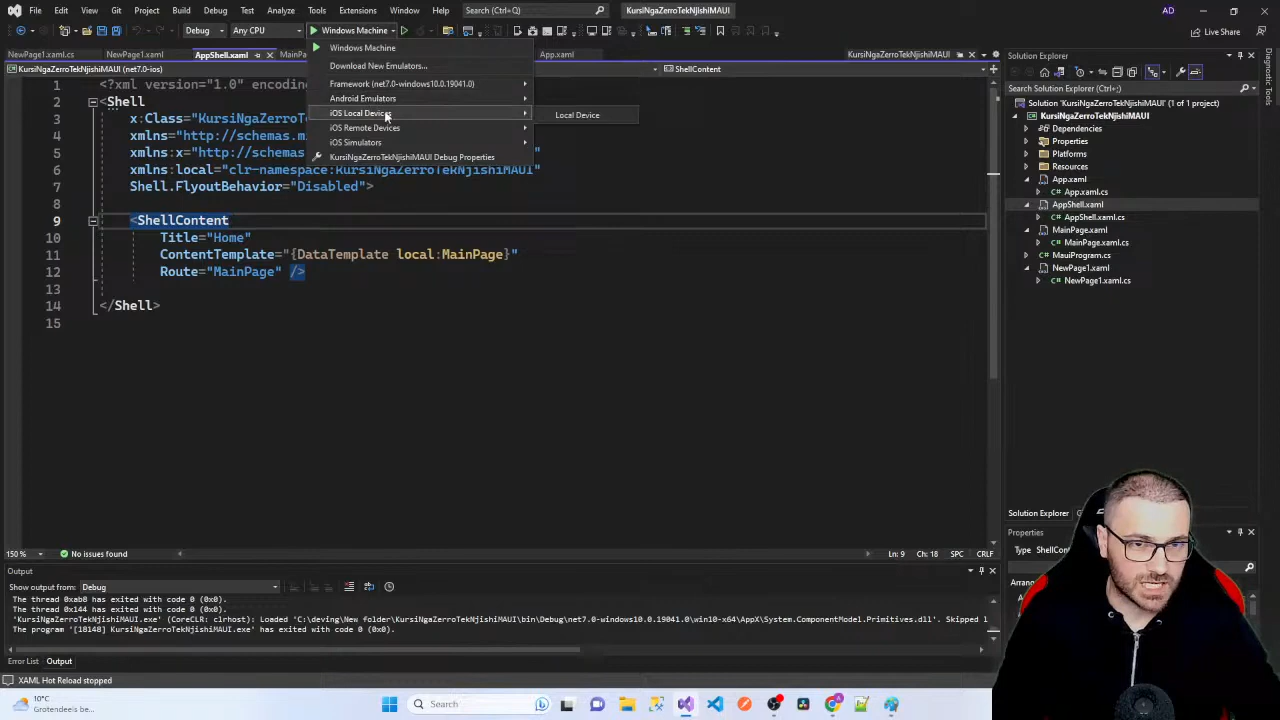 File Edit View Git Project Build Debug Test Analyze Tools Extensions Window Help Search (Ctrl+Q) KursiNgaZerroTekNjishiMAUI AD
Debug Any CPU Windows Machine Live Share
NewPage1.xaml.cs NewPage1.xaml AppShell.xaml MainPa App.xaml KursiNgaZerroTekNjishiMAUI
KursiNgaZerroTekNjishiMAUI (net7.0-ios) ShellContent
Windows Machine
Download New Emulators...
Framework (net7.0-windows10.0.19041.0)
Android Emulators
iOS Local Devices
Local Device
iOS Remote Devices
iOS Simulators
KursiNgaZerroTekNjishiMAUI Debug Properties
1 <?xml version="1.0" encoding
2 <Shell
3 x:Class="KursiNgaZerroTe
4 xmlns="http://schemas.mi
5 xmlns:x="http://schemas.
6 xmlns:local="clr-namespace:KursiNgaZerroTekNjishiMAUI"
7 Shell.FlyoutBehavior="Disabled">
8
9 <ShellContent
10 Title="Home"
11 ContentTemplate="{DataTemplate local:MainPage}"
12 Route="MainPage" />
13
14 </Shell>
15
150 % No issues found Ln: 9 Ch: 18 SPC CRLF
Output
Show output from: Debug
The thread 0xab8 has exited with code 0 (0x0).
The thread 0x144 has exited with code 0 (0x0).
'KursiNgaZerroTekNjishiMAUI.exe' (CoreCLR: clrhost): Loaded 'C:\deving\New folder\KursiNgaZerroTekNjishiMAUI\bin\Debug\net7.0-windows10.0.19041.0\win10-x64\AppX\System.ComponentModel.Primitives.dll'. Skipped l
The program '[18148] KursiNgaZerroTekNjishiMAUI.exe' has exited with code 0 (0x0).
Error List Output
XAML Hot Reload stopped
Solution Explorer
Search Solution Explorer (Ctrl+;)
Solution 'KursiNgaZerroTekNjishiMAUI' (1 of 1 project)
KursiNgaZerroTekNjishiMAUI
Dependencies
Properties
Platforms
Resources
App.xaml
App.xaml.cs
AppShell.xaml
AppShell.xaml.cs
MainPage.xaml
MainPage.xaml.cs
MauiProgram.cs
NewPage1.xaml
NewPage1.xaml.cs
Solution Explorer
Properties
Type ShellCont
Arrang
10°C
Grotendeels be...
Search